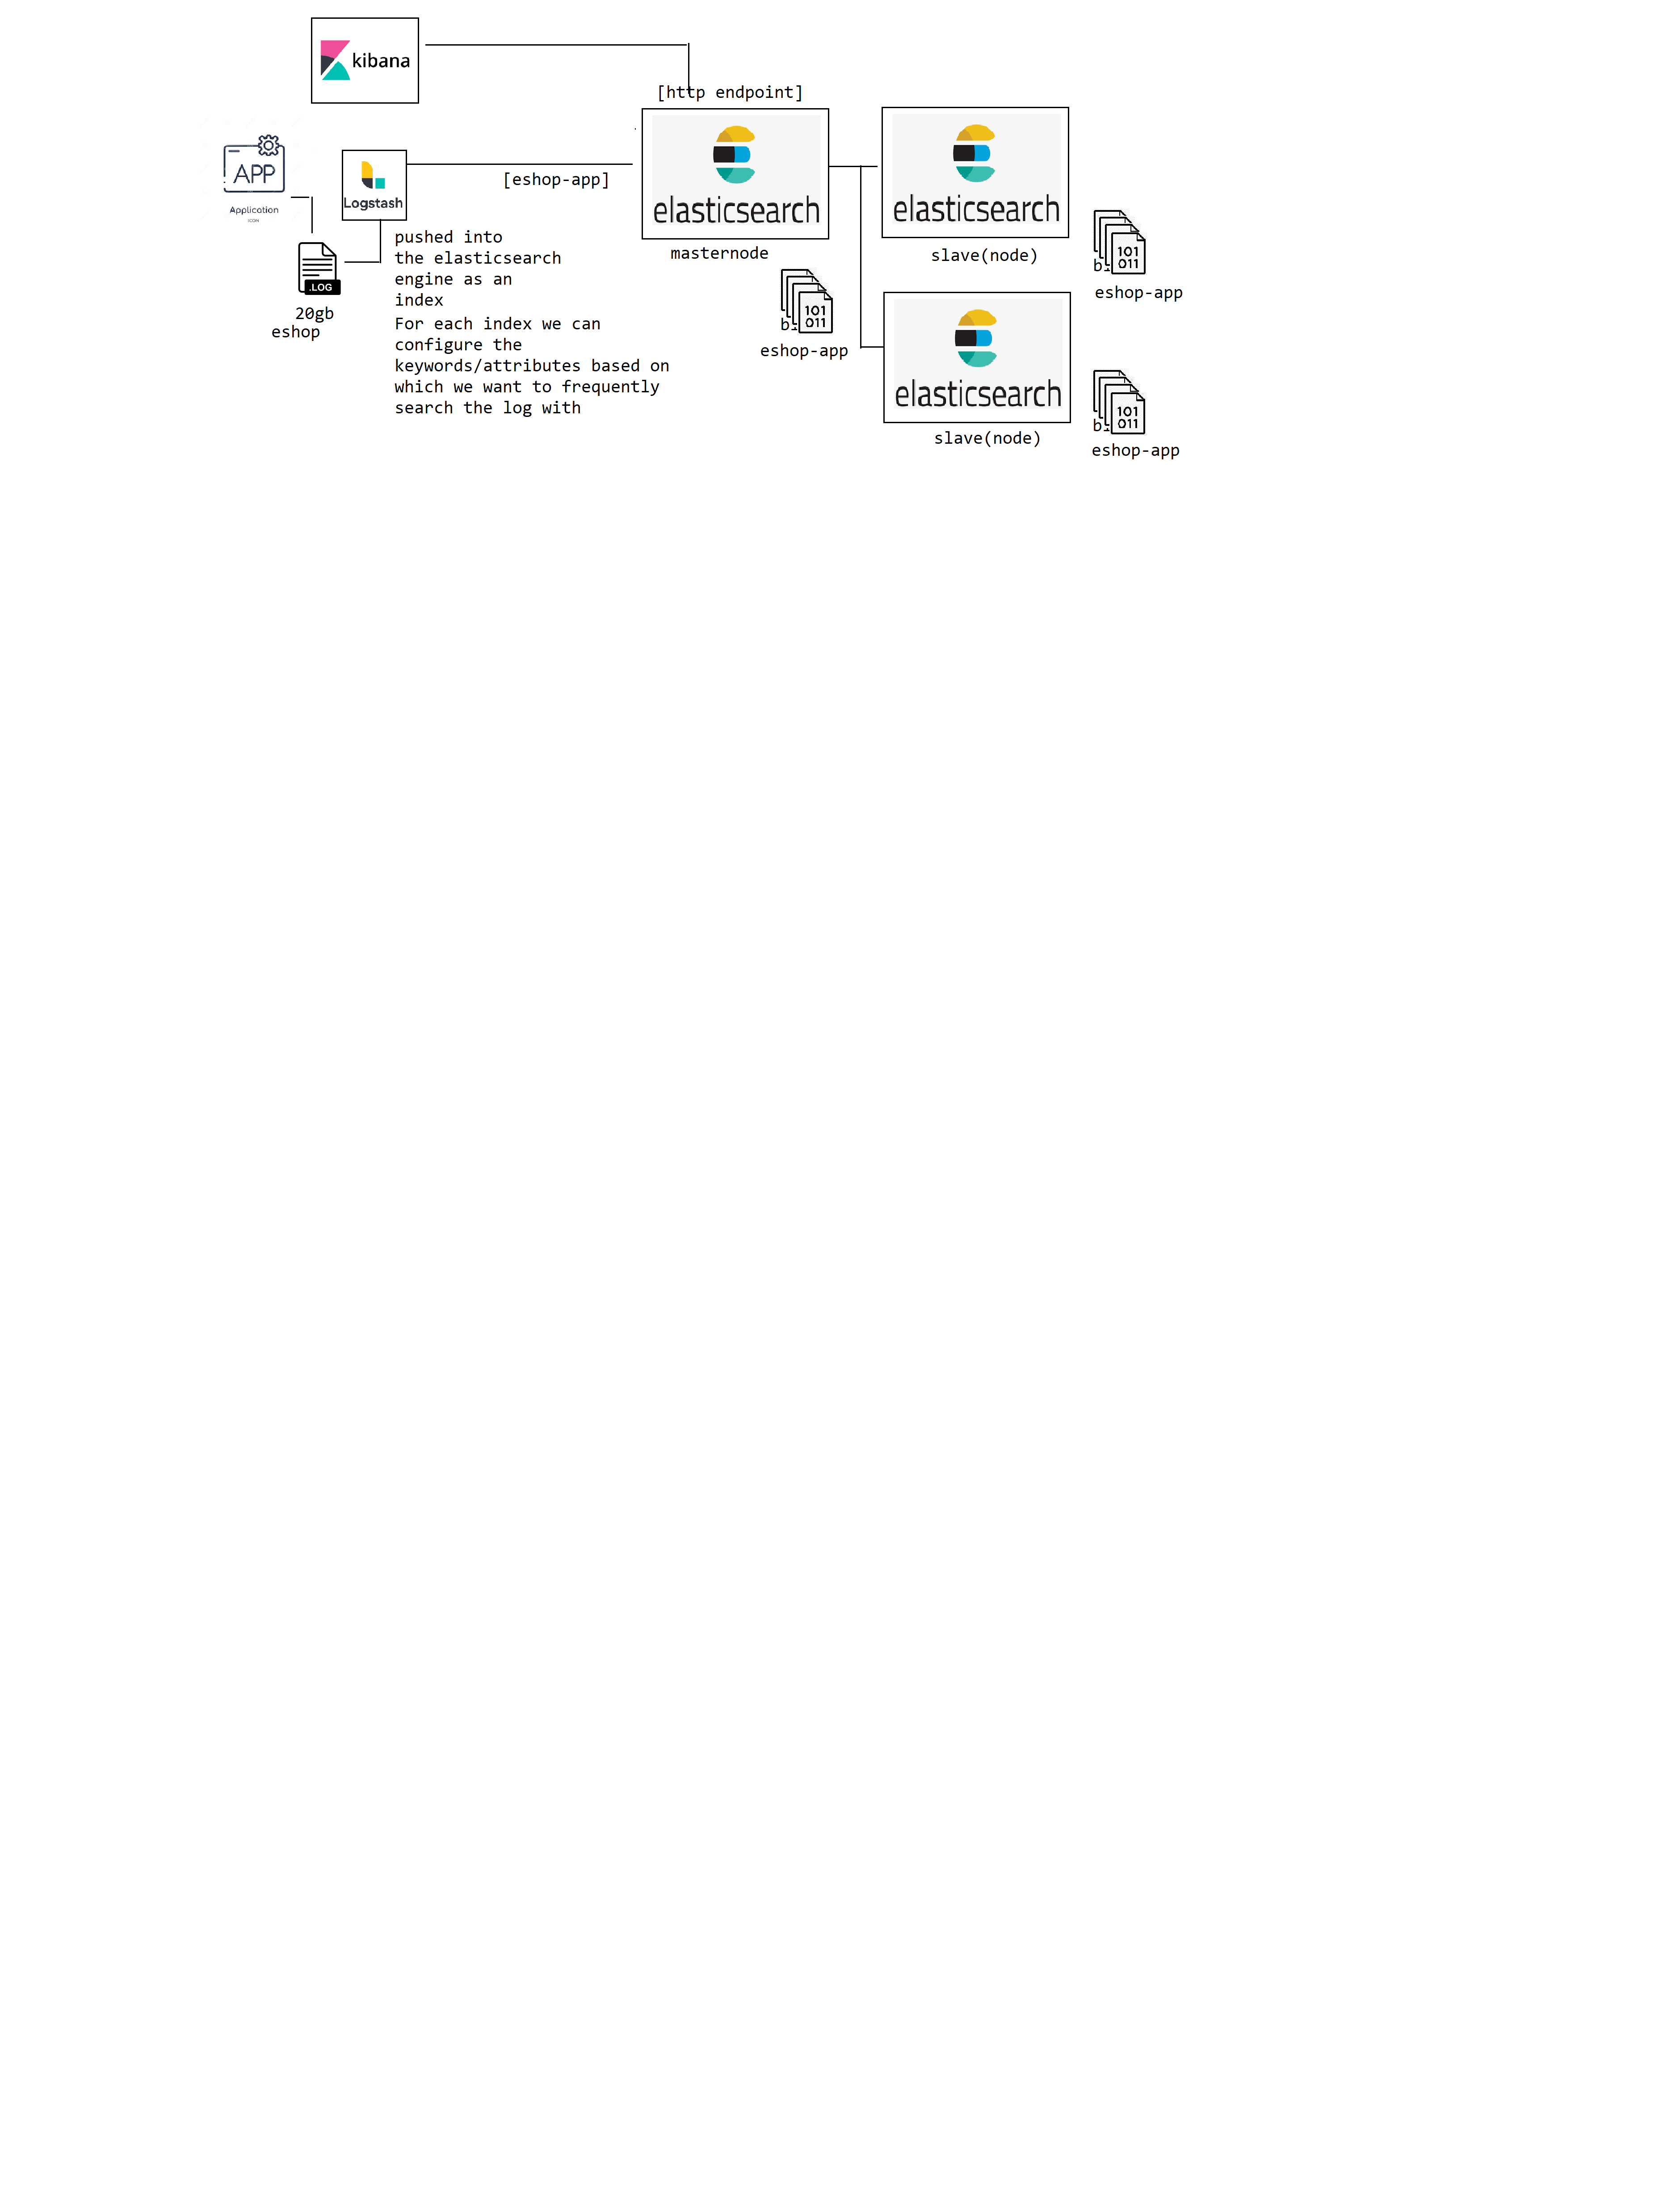 kibana
[http endpoint]
APP
Application
ICON
Logstash
[eshop-app]
elasticsearch
masternode
elasticsearch
slave(node)
101
011
eshop-app
.LOG
20gb
eshop
pushed into
the elasticsearch
engine as an
index
For each index we can
configure the
keywords/attributes based on
which we want to frequently
search the log with
101
011
eshop-app
elasticsearch
slave(node)
101
011
eshop-app